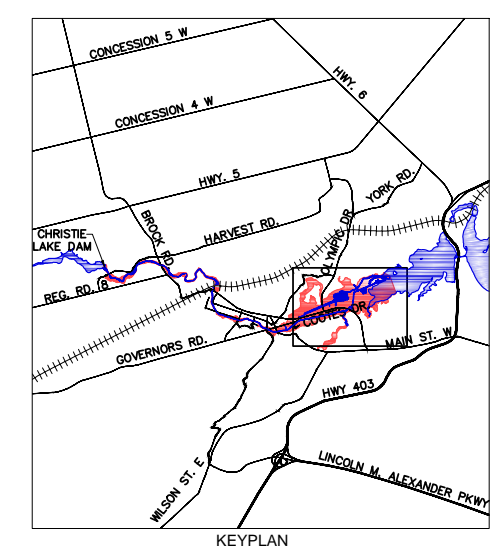 CONCESSION 5 W
HWY. 6
CONCESSION 4 W
HWY. 5
YORK RD.
BROCK RD.
HARVEST RD.
OLYMPIC DR
CHRISTIE
LAKE DAM
REG. RD. (8
COOTES DR.
GOVERNORS RD.
MAIN ST. W
HWY 403
WILSON ST. E
LINCOLN M. ALEXANDER PKWY
KEYPLAN